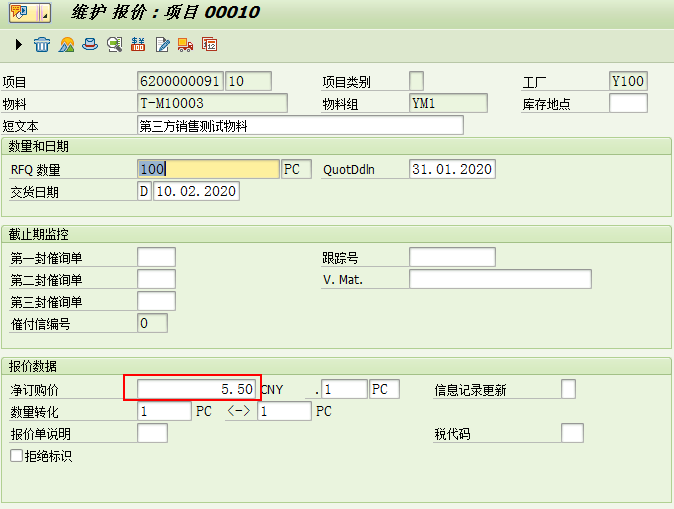 维护 报价 : 项目 00010
项目 6200000091 10 项目类别 工厂 Y100
物料 T-M10003 物料组 YM1 库存地点
短文本 第三方销售测试物料
数量和日期
RFQ 数量 100 PC QuotDdln 31.01.2020
交货日期 D 10.02.2020
截止期监控
第一封催询单 跟踪号
第二封催询单 V. Mat.
第三封催询单
催付信编号 0
报价数据
净订购价 5.50 CNY . 1 PC 信息记录更新
数量转化 1 PC <-> 1 PC
报价单说明 税代码
拒绝标识